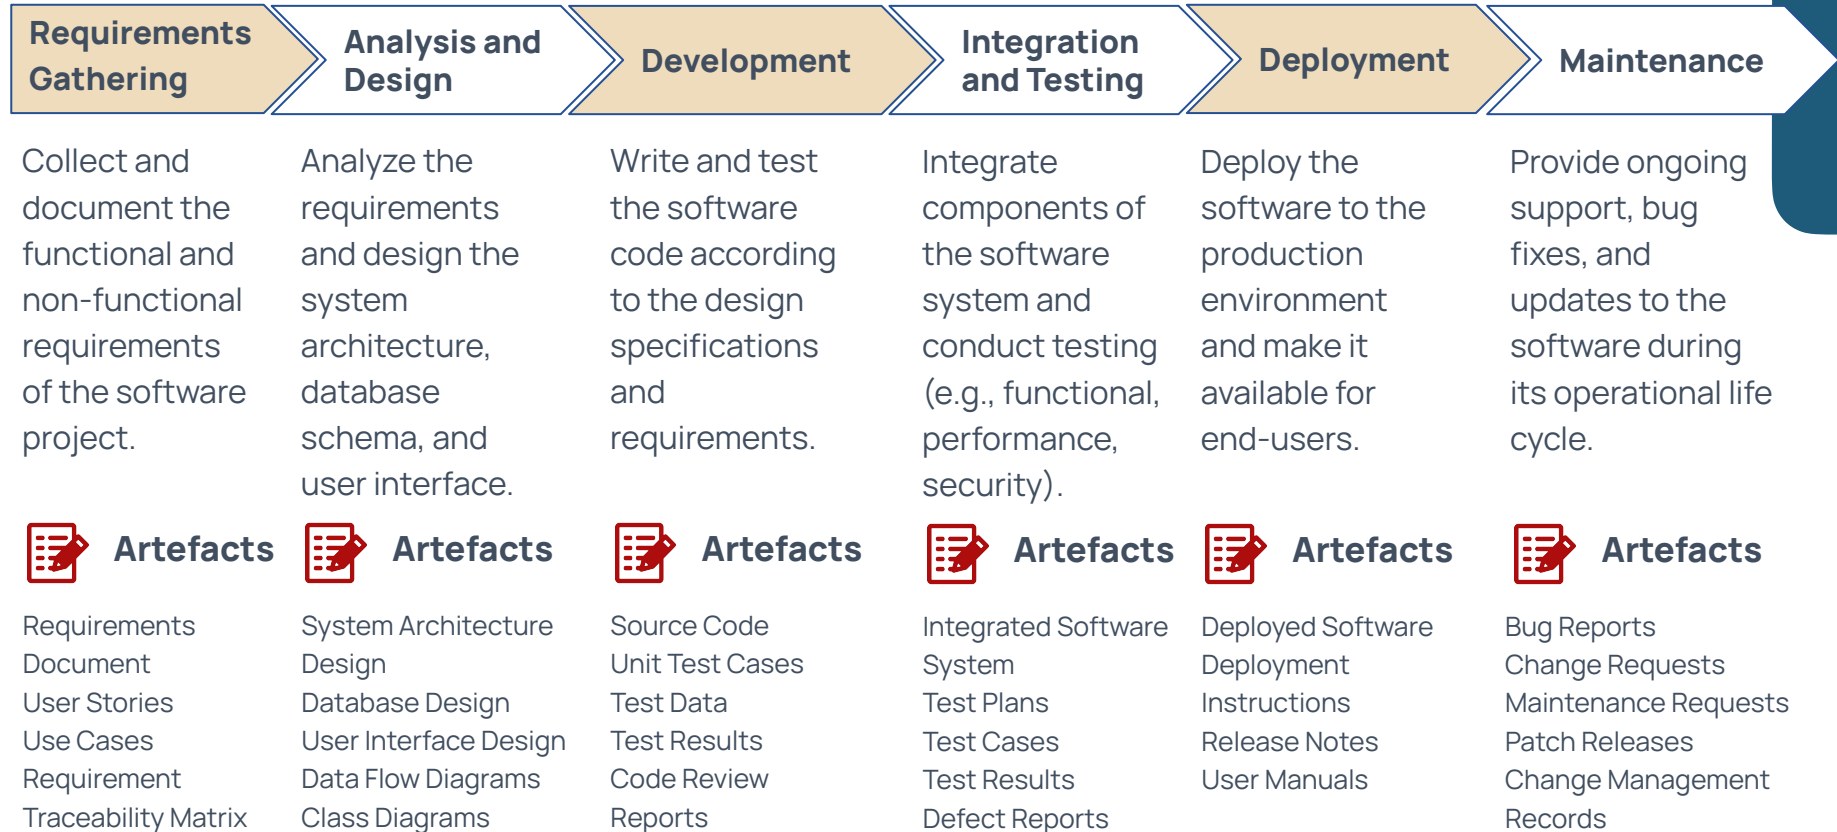 Requirements
Gathering
Analysis and
Design
Development
Integration
and Testing
Deployment
Maintenance
Collect and
document the
functional and
non-functional
requirements
of the software
project.
Analyze the
requirements
and design the
system
architecture,
database
schema, and
user interface.
Write and test
the software
code according
to the design
specifications
and
requirements.
Integrate
components of
the software
system and
conduct testing
(e.g., functional,
performance,
security).
Deploy the
software to the
production
environment
and make it
available for
end-users.
Provide ongoing
support, bug
fixes, and
updates to the
software during
its operational life
cycle.
Artefacts
Requirements
Document
User Stories
Use Cases
Requirement
Traceability Matrix
Artefacts
System Architecture
Design
Database Design
User Interface Design
Data Flow Diagrams
Class Diagrams
Artefacts
Source Code
Unit Test Cases
Test Data
Test Results
Code Review
Reports
Artefacts
Integrated Software
System
Test Plans
Test Cases
Test Results
Defect Reports
Artefacts
Deployed Software
Deployment
Instructions
Release Notes
User Manuals
Artefacts
Bug Reports
Change Requests
Maintenance Requests
Patch Releases
Change Management
Records